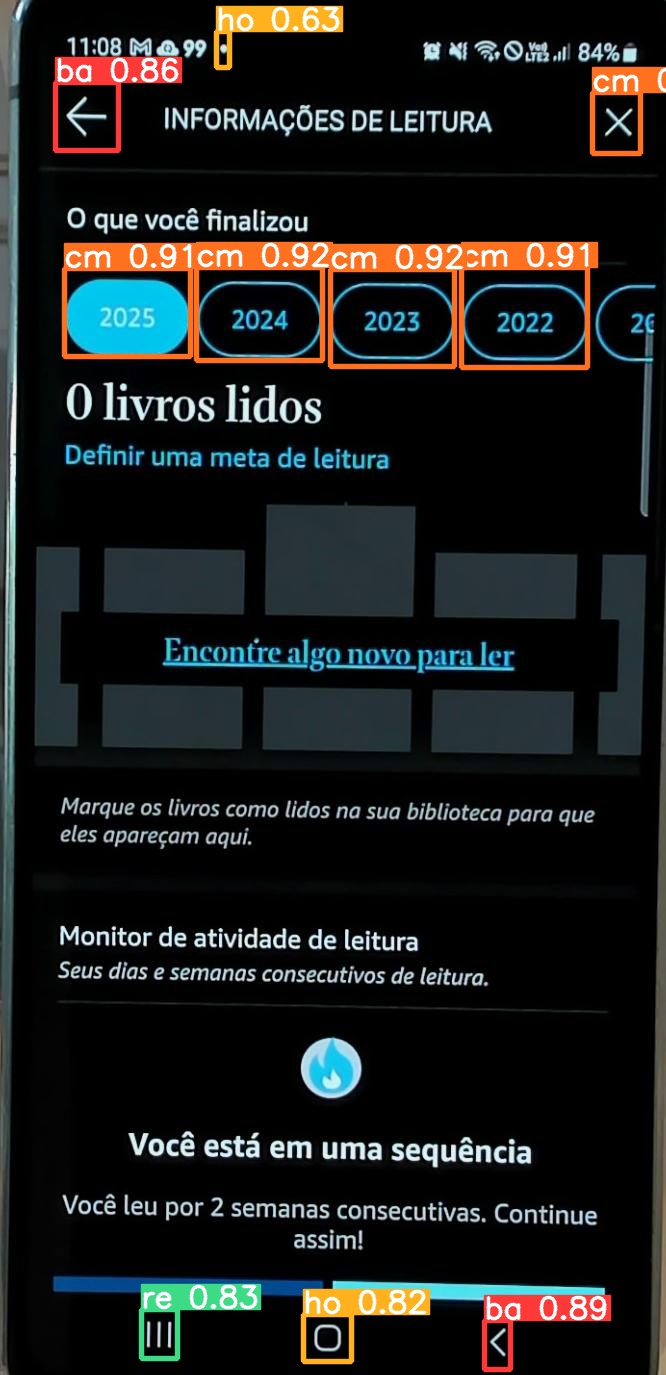 ho 0.63
11:08 99 VoD LTE2 84%
ba 0.86
cm 0
INFORMAÇÕES DE LEITURA
O que você finalizou
cm 0.91 cm 0.92 cm 0.92 cm 0.91
2025 2024 2023 2022
0 livros lidos
Definir uma meta de leitura
Encontre algo novo para ler
Marque os livros como lidos na sua biblioteca para que
eles apareçam aqui.
Monitor de atividade de leitura
Seus dias e semanas consecutivos de leitura.
Você está em uma sequência
Você leu por 2 semanas consecutivas. Continue
assim!
re 0.83 ho 0.82 ba 0.89